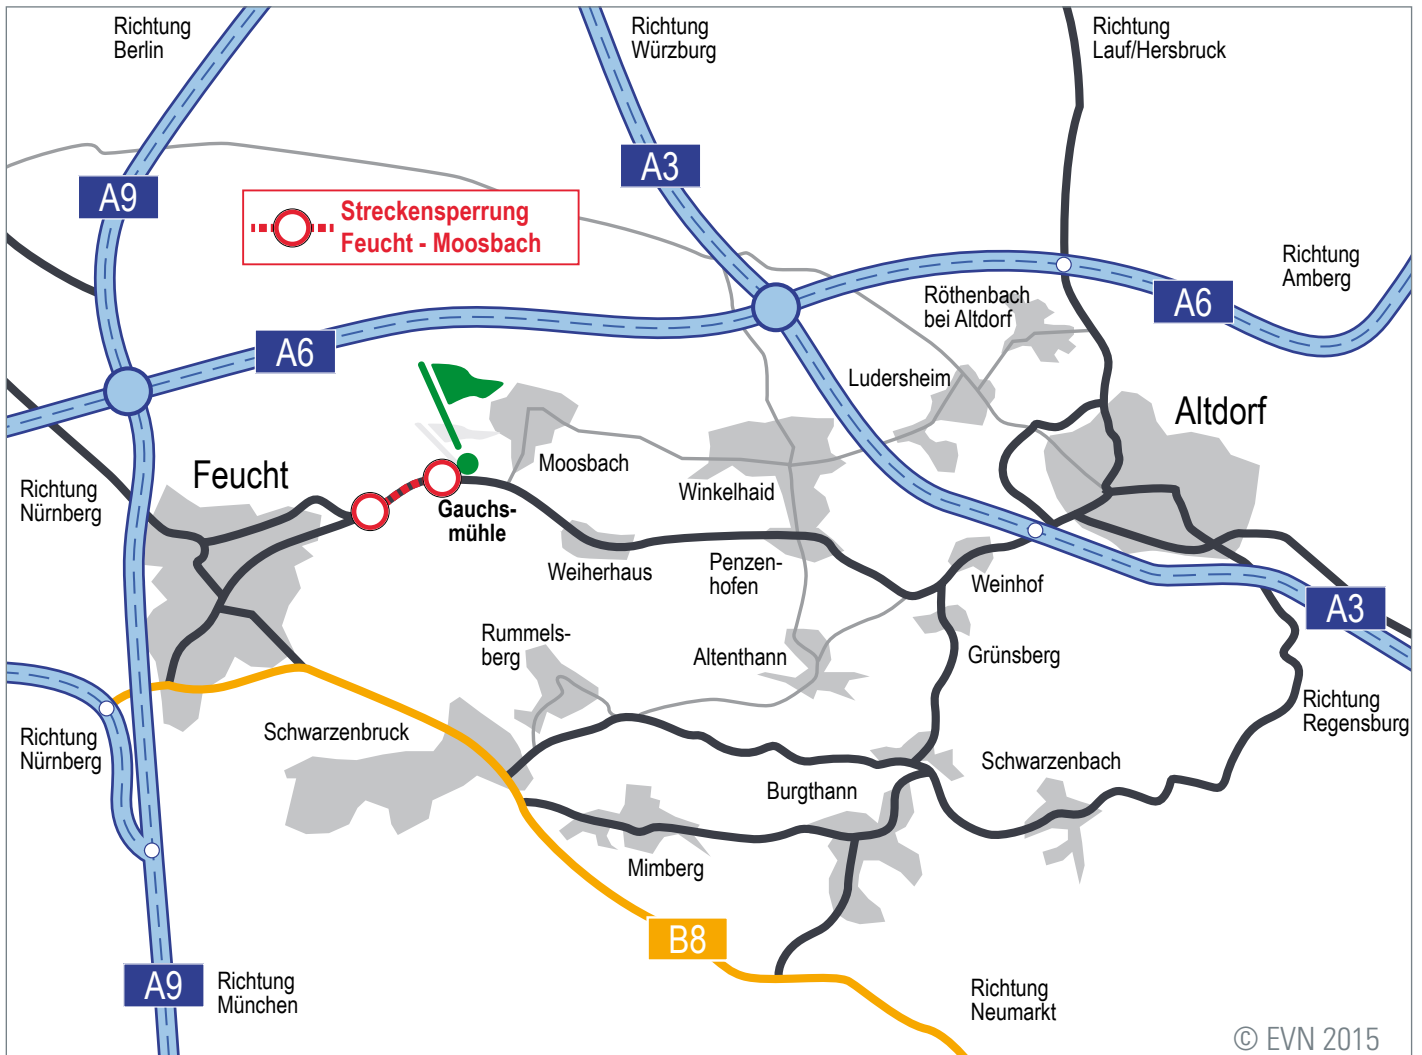 Richtung
Berlin
Richtung
Würzburg
Richtung
Lauf/Hersbruck
A9
A3
Streckensperrung
Feucht - Moosbach
Richtung
Amberg
A6
Röthenbach
bei Altdorf
A6
Ludersheim
Altdorf
Feucht
Moosbach
Winkelhaid
Richtung
Nürnberg
Gauchs-
mühle
Weiherhaus
Penzen-
hofen
Weinhof
A3
Rummels-
berg
Altenthann
Grünsberg
Richtung
Regensburg
Schwarzenbruck
Richtung
Nürnberg
Schwarzenbach
Burgthann
Mimberg
B8
A9
Richtung
München
Richtung
Neumarkt
© EVN 2015